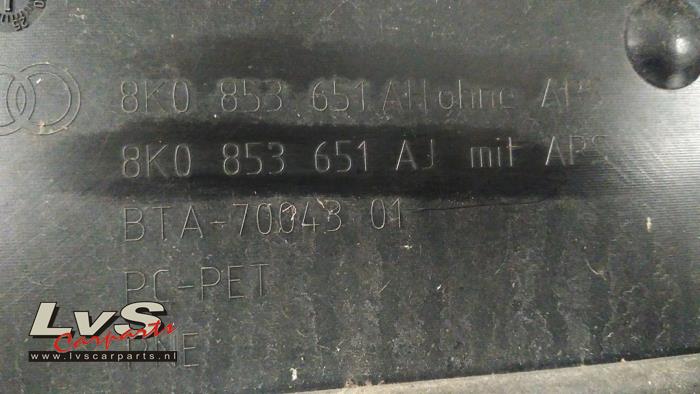 8K0 853 651 AH ohne APS
8K0 853 651 AJ mit APS
BTA-70043 01
PC-PET
LvS
Carparts
www.lvscarparts.nl